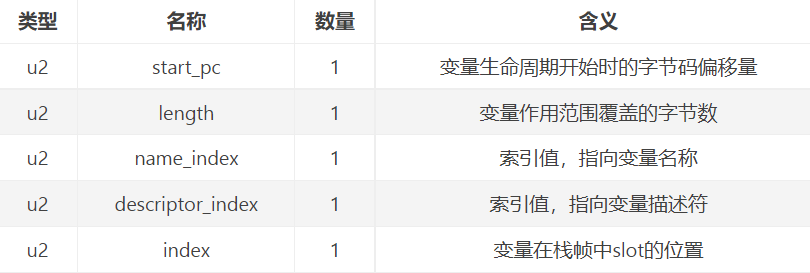 类型 名称 数量 含义
u2 start_pc 1 变量生命周期开始时的字节码偏移量
u2 length 1 变量作用范围覆盖的字节数
u2 name_index 1 索引值，指向变量名称
u2 descriptor_index 1 索引值，指向变量描述符
u2 index 1 变量在栈帧中slot的位置